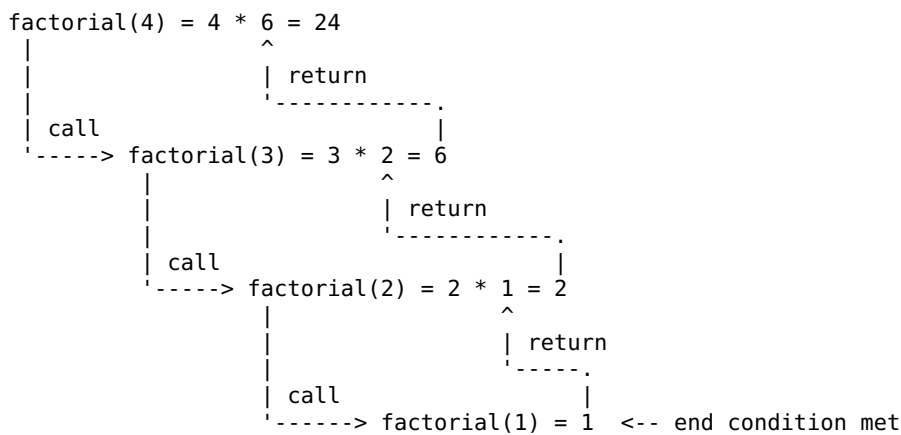 factorial(4) = 4 * 6 = 24
 |                   ^
 |                   | return
 |                   '------------.
 | call                           |
 '-----> factorial(3) = 3 * 2 = 6
           |                   ^
           |                   | return
           |                   '------------.
           | call                           |
           '-----> factorial(2) = 2 * 1 = 2
                     |                   ^
                     |                   | return
                     |                   '-----.
                     | call                    |
                     '------> factorial(1) = 1  <-- end condition met